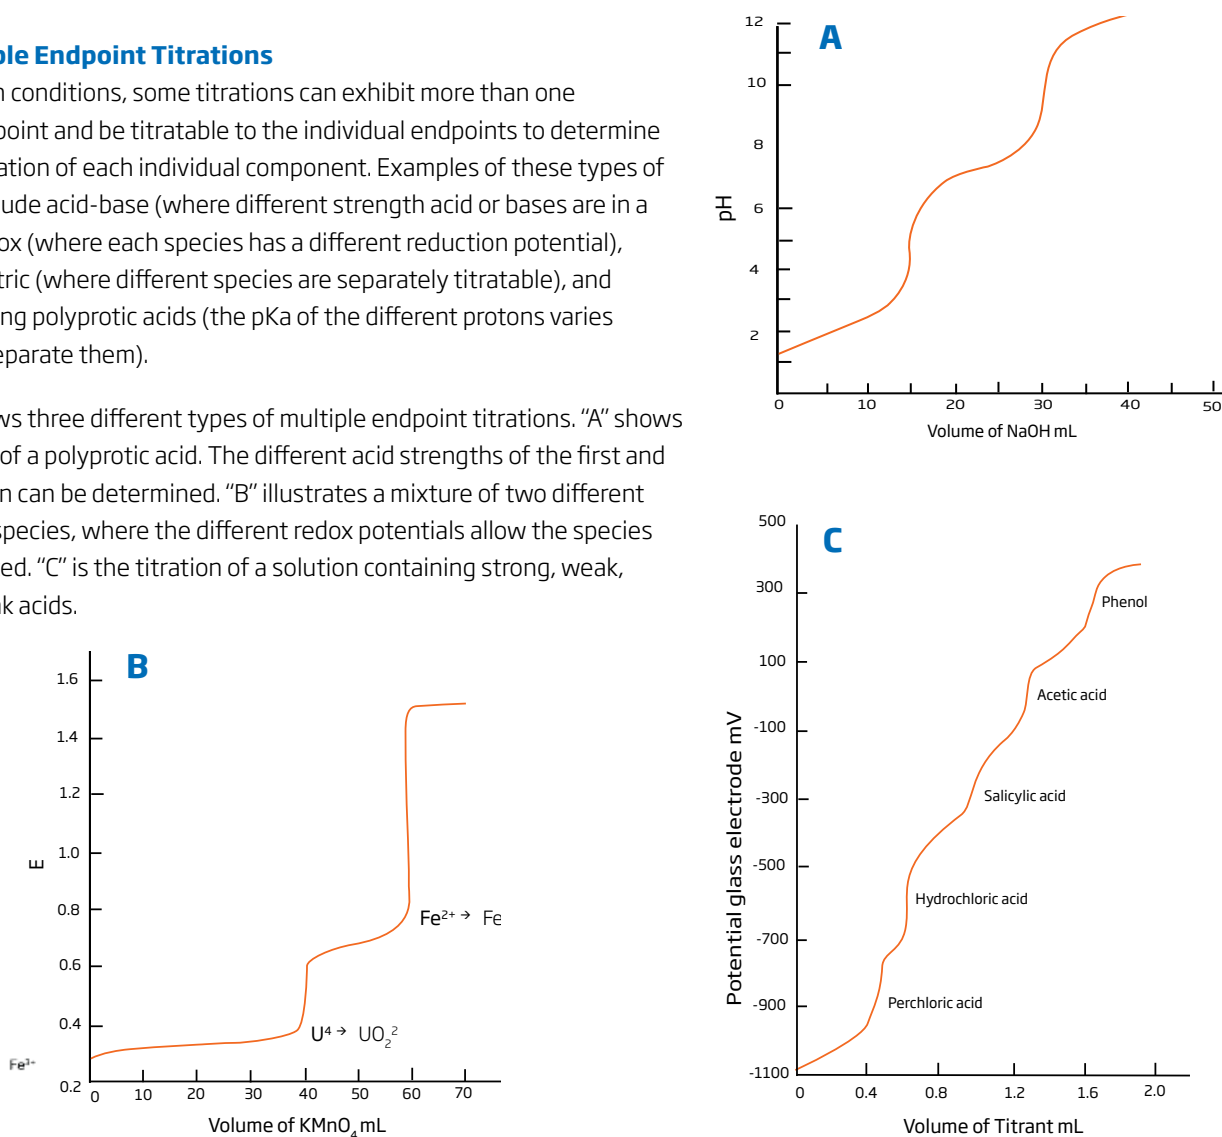 ple Endpoint Titrations
n conditions, some titrations can exhibit more than one
point and be titratable to the individual endpoints to determine
ation of each individual component. Examples of these types of
ude acid-base (where different strength acid or bases are in a
ox (where each species has a different reduction potential),
tric (where different species are separately titratable), and
ng polyprotic acids (the pKa of the different protons varies
eparate them).
ws three different types of multiple endpoint titrations. “A” shows
of a polyprotic acid. The different acid strengths of the first and
n can be determined. “B” illustrates a mixture of two different
species, where the different redox potentials allow the species
ed. “C” is the titration of a solution containing strong, weak,
k acids.
A
12
10
8
6
4
2
pH
0 10 20 30 40 50
Volume of NaOH mL
B
1.6
1.4
1.2
1.0
0.8
0.6
0.4
0.2
E
Fe²⁺ → Fe
U⁴ → UO₂²
Fe³⁻
0 10 20 30 40 50 60 70
Volume of KMnO₄ mL
C
500
300
100
-100
-300
-500
-700
-900
-1100
Potential glass electrode mV
Phenol
Acetic acid
Salicylic acid
Hydrochloric acid
Perchloric acid
0 0.4 0.8 1.2 1.6 2.0
Volume of Titrant mL